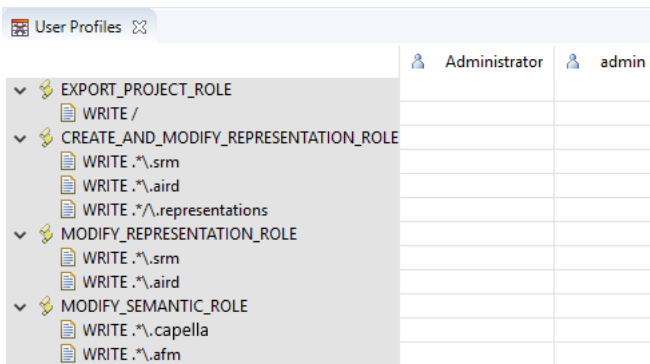 User Profiles
Administrator admin
EXPORT_PROJECT_ROLE
WRITE /
CREATE_AND_MODIFY_REPRESENTATION_ROLE
WRITE .*\.srm
WRITE .*\.aird
WRITE .*/\.representations
MODIFY_REPRESENTATION_ROLE
WRITE .*\.srm
WRITE .*\.aird
MODIFY_SEMANTIC_ROLE
WRITE .*\.capella
WRITE .*\.afm